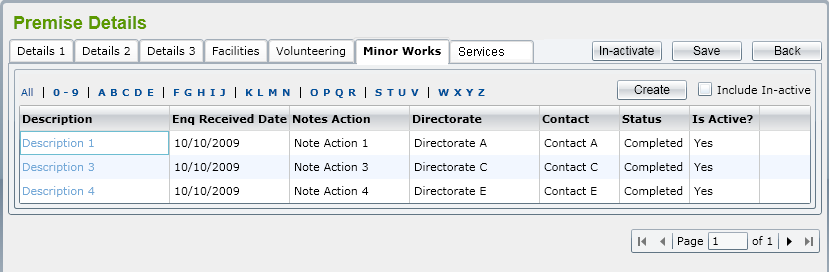 Premise Details
Details 1 Details 2 Details 3 Facilities Volunteering Minor Works Services In-activate Save Back
All | 0 - 9 | A B C D E | F G H I J | K L M N | O P Q R | S T U V | W X Y Z Create Include In-active
Description Enq Received Date Notes Action Directorate Contact Status Is Active?
Description 1 10/10/2009 Note Action 1 Directorate A Contact A Completed Yes
Description 3 10/10/2009 Note Action 3 Directorate C Contact C Completed Yes
Description 4 10/10/2009 Note Action 4 Directorate E Contact E Completed Yes
Page 1 of 1